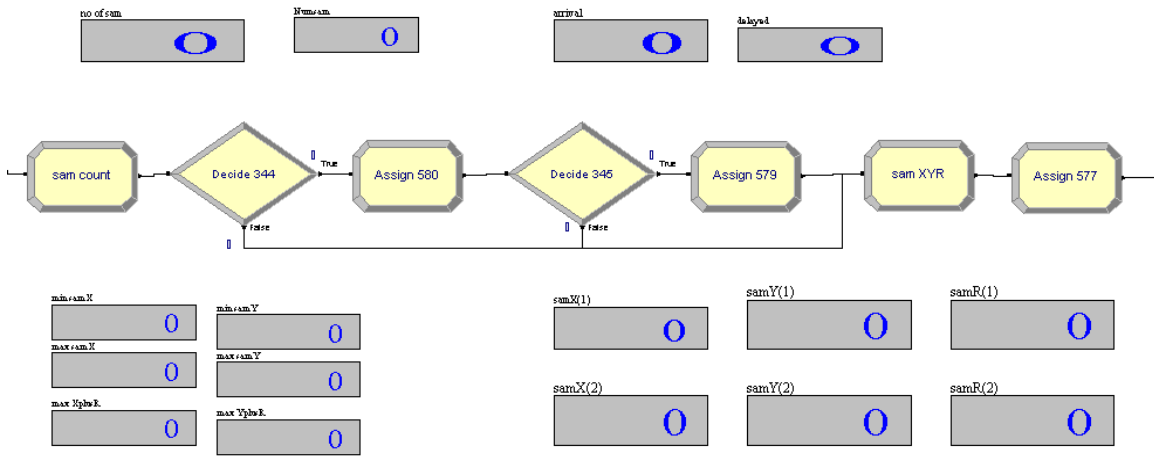 no of sam
Numsam
arrival
delayed
0
0
0
0
sam count
Decide 344
0
True
Assign 580
Decide 345
0
True
Assign 579
sam XYR
Assign 577
0
False
0
False
minsamX
0
minsamY
0
maxsamX
0
maxsamY
0
max XplusR
0
max YplusR
0
samX(1)
0
samY(1)
0
samR(1)
0
samX(2)
0
samY(2)
0
samR(2)
0